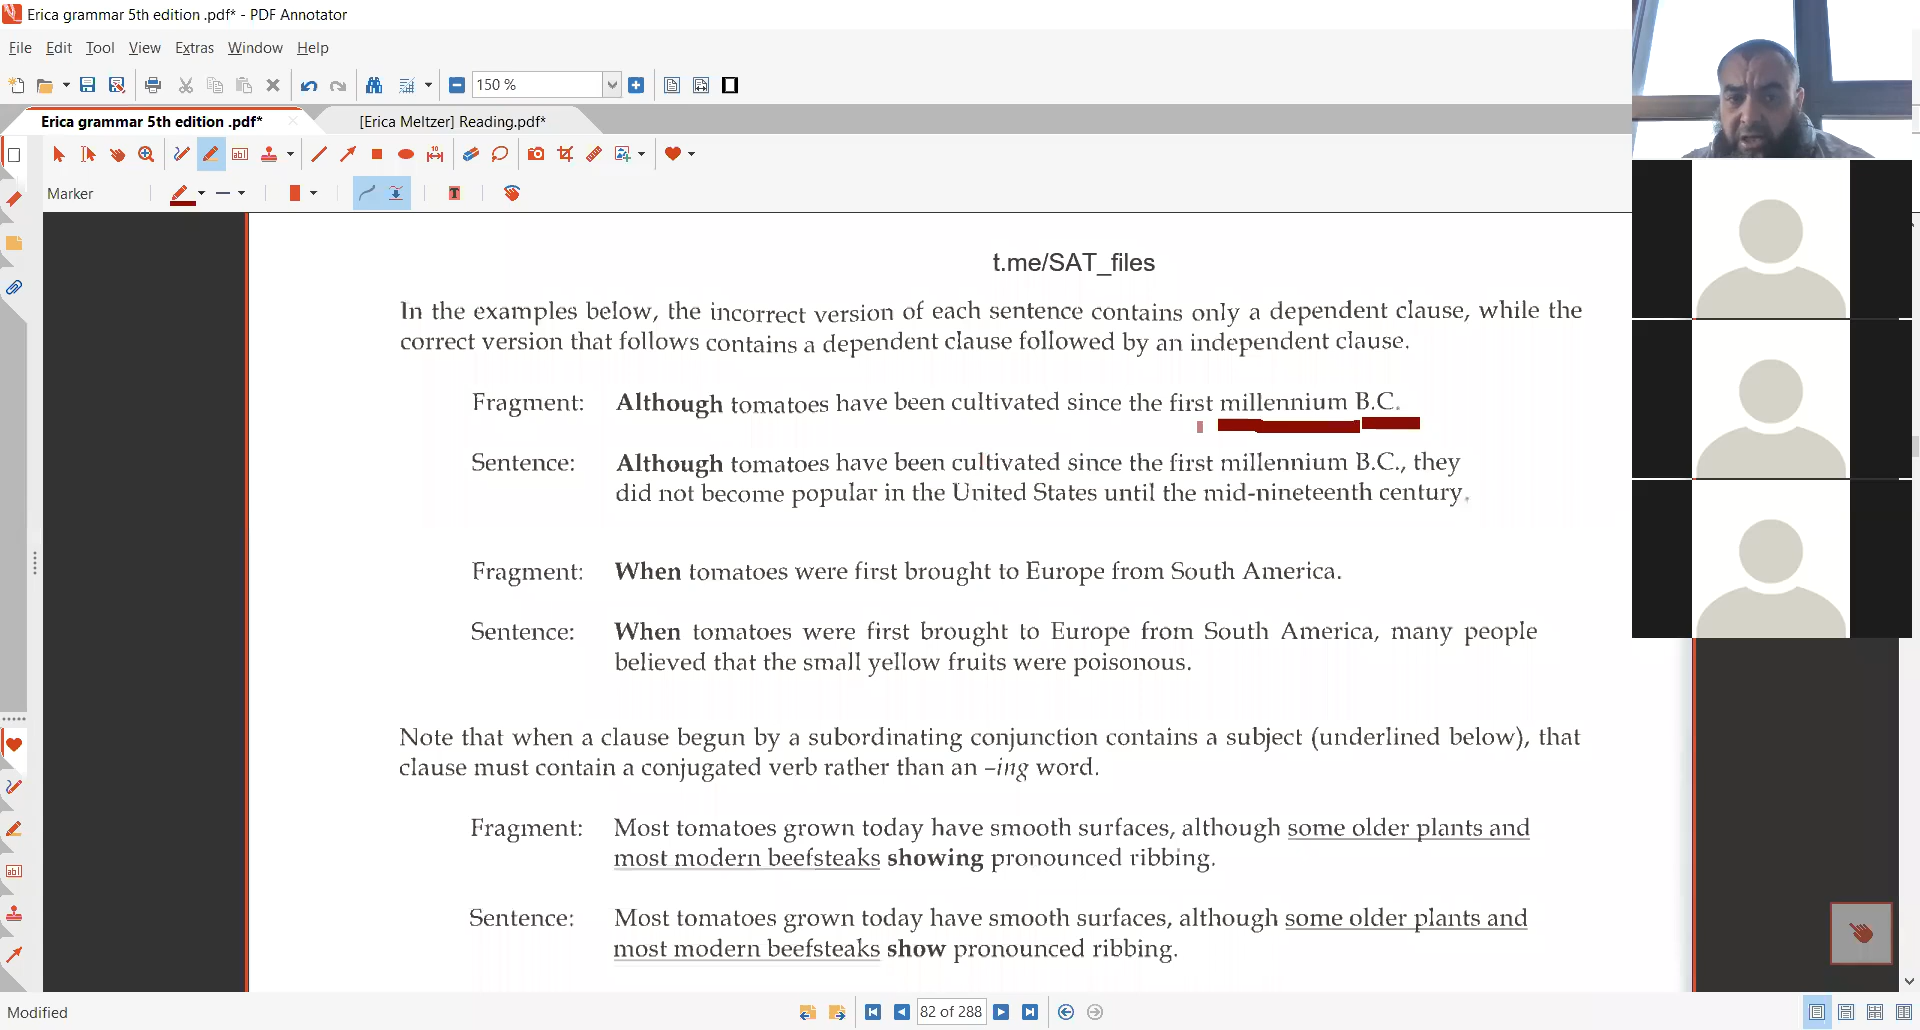 Erica grammar 5th edition .pdf* - PDF Annotator
File Edit Tool View Extras Window Help
150 %
Erica grammar 5th edition .pdf* [Erica Meltzer] Reading.pdf*
Marker
t.me/SAT_files
In the examples below, the incorrect version of each sentence contains only a dependent clause, while the
correct version that follows contains a dependent clause followed by an independent clause.
Fragment: Although tomatoes have been cultivated since the first millennium B.C.
Sentence: Although tomatoes have been cultivated since the first millennium B.C., they
did not become popular in the United States until the mid-nineteenth century.
Fragment: When tomatoes were first brought to Europe from South America.
Sentence: When tomatoes were first brought to Europe from South America, many people
believed that the small yellow fruits were poisonous.
Note that when a clause begun by a subordinating conjunction contains a subject (underlined below), that
clause must contain a conjugated verb rather than an –ing word.
Fragment: Most tomatoes grown today have smooth surfaces, although some older plants and
most modern beefsteaks showing pronounced ribbing.
Sentence: Most tomatoes grown today have smooth surfaces, although some older plants and
most modern beefsteaks show pronounced ribbing.
Modified
82 of 288